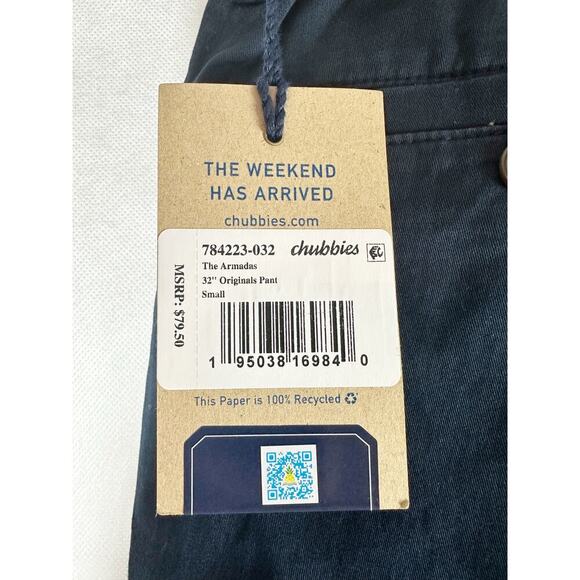 THE WEEKEND
HAS ARRIVED
chubbies.com
784223-032 chubbies
The Armadas
32" Originals Pant
Small
MSRP: $79.50
1 95038 16984 0
This Paper is 100% Recycled